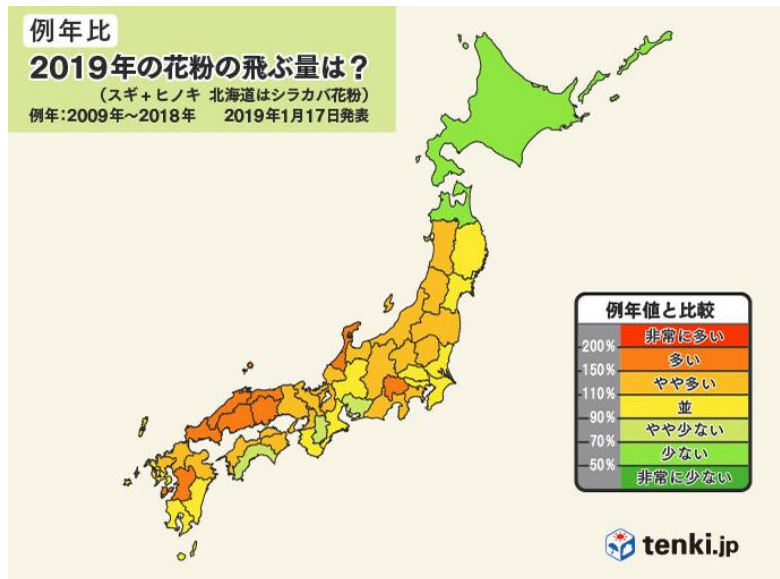 例年比
2019年の花粉の飛ぶ量は？
（スギ+ヒノキ 北海道はシラカバ花粉）
例年：2009年～2018年 2019年1月17日発表
例年値と比較
非常に多い
200%
多い
150%
やや多い
110%
並
90%
やや少ない
70%
少ない
50%
非常に少ない
tenki.jp